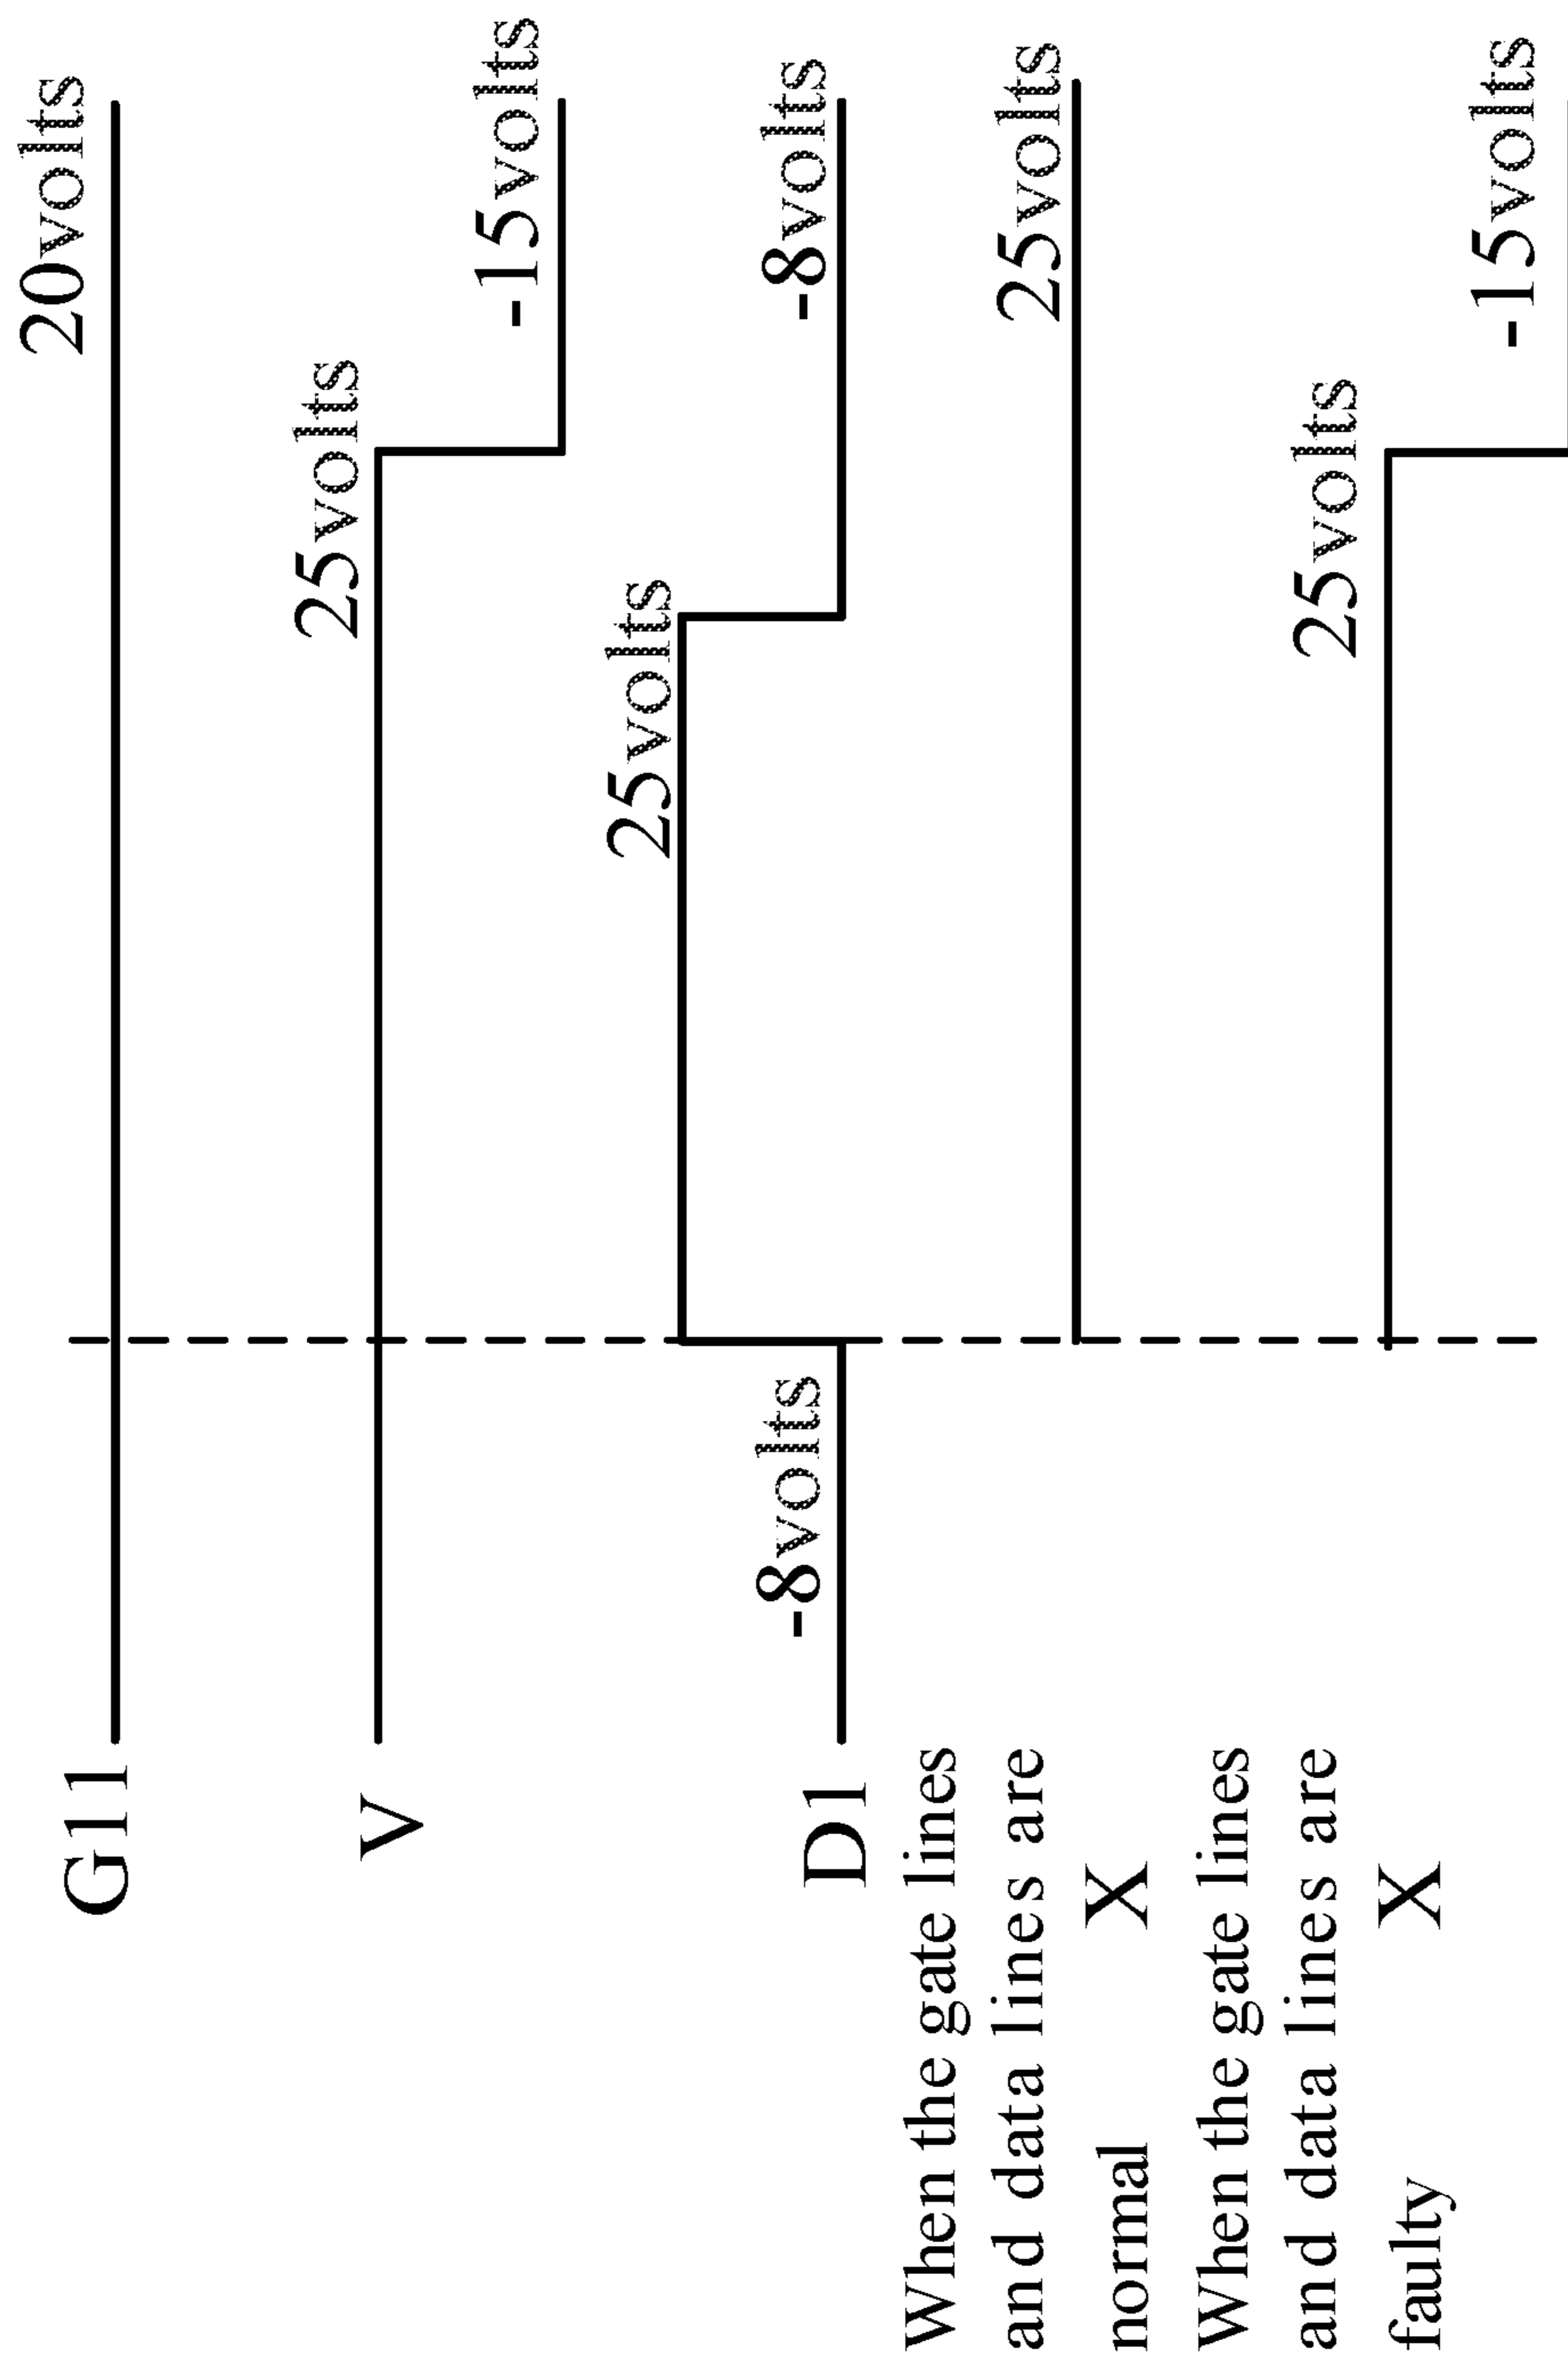 G11
20volts
V
25volts
-15volts
D1
-8volts
25volts
-8volts
When the gate lines
and data lines are
normal X
25volts
When the gate lines
and data lines are
faulty X
25volts
-15volts